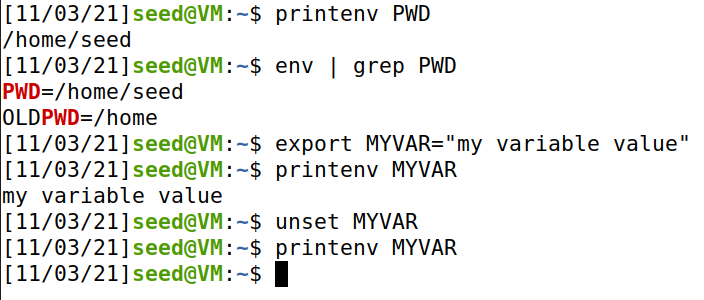 [11/03/21]seed@VM:~$ printenv PWD
/home/seed
[11/03/21]seed@VM:~$ env | grep PWD
PWD=/home/seed
OLDPWD=/home
[11/03/21]seed@VM:~$ export MYVAR="my variable value"
[11/03/21]seed@VM:~$ printenv MYVAR
my variable value
[11/03/21]seed@VM:~$ unset MYVAR
[11/03/21]seed@VM:~$ printenv MYVAR
[11/03/21]seed@VM:~$